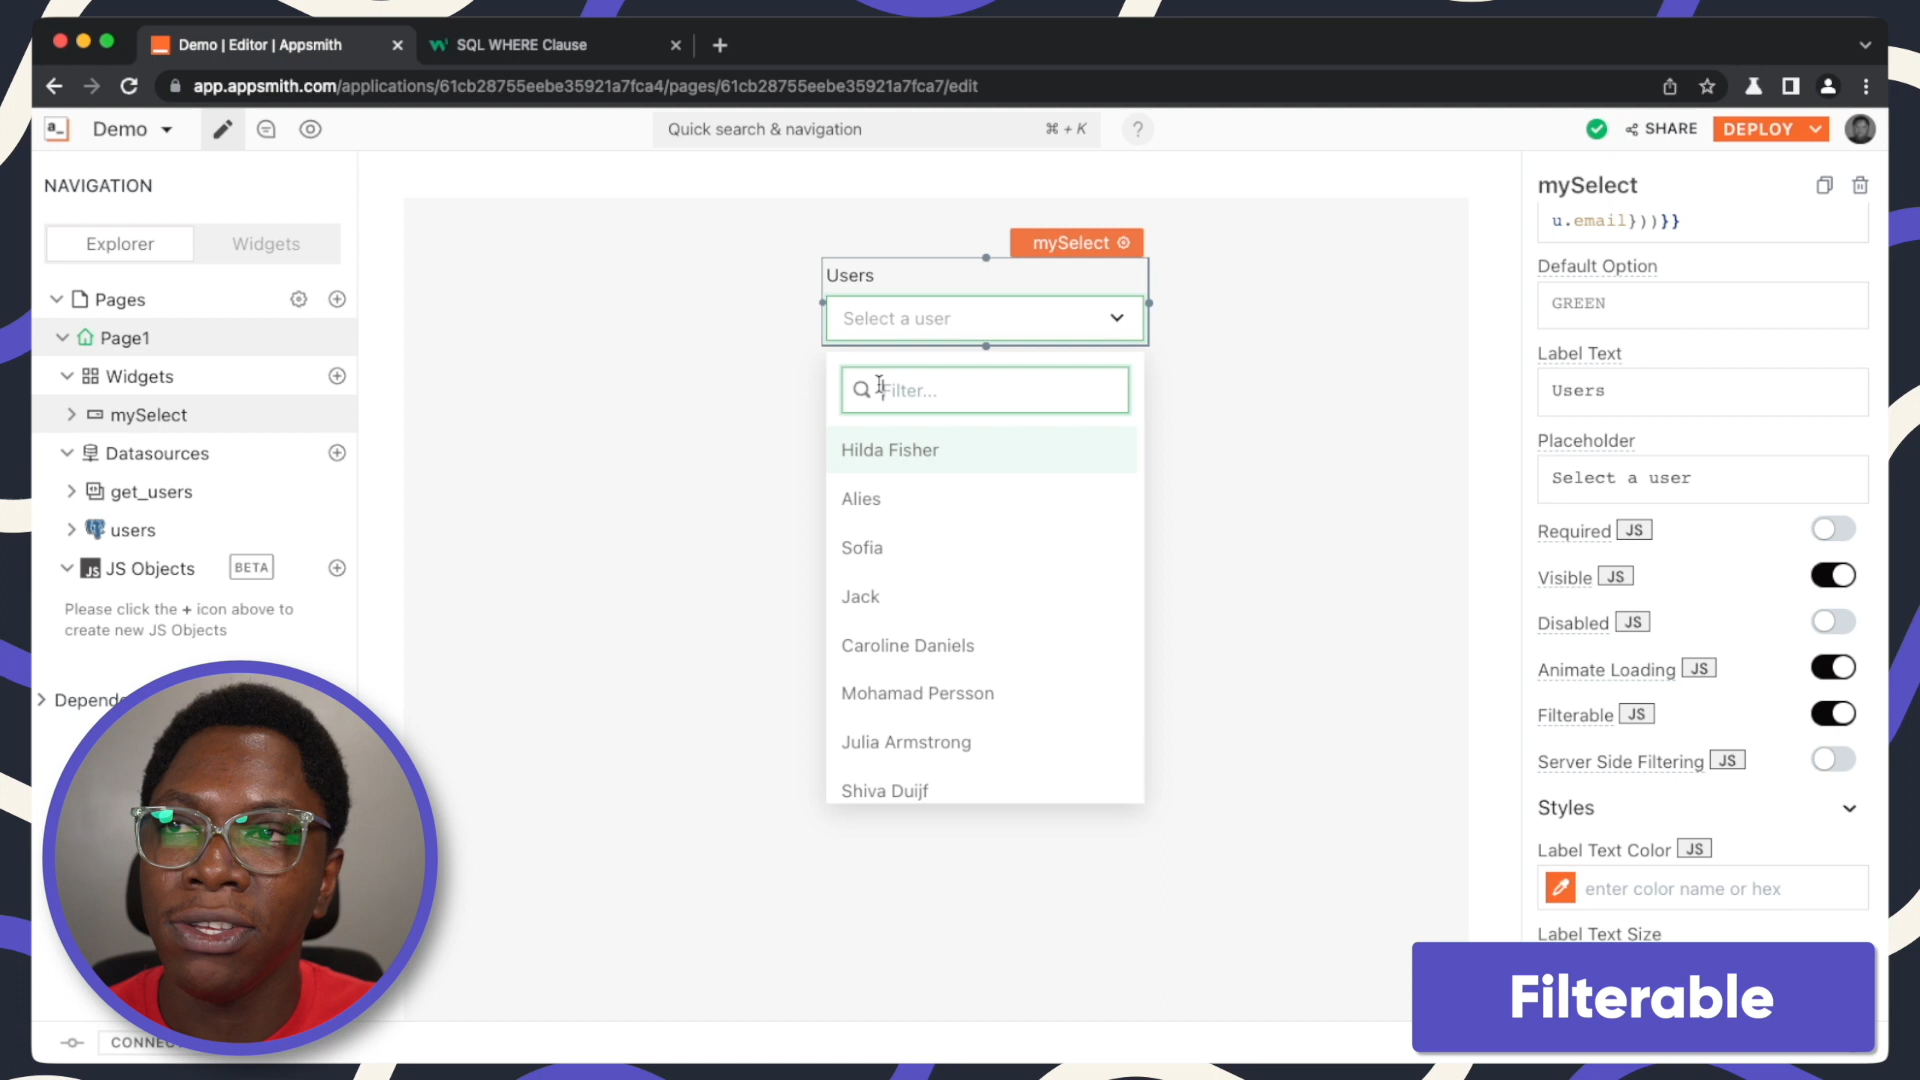 Demo | Editor | Appsmith
SQL WHERE Clause
app.appsmith.com/applications/61cb28755eebe35921a7fca4/pages/61cb28755eebe35921a7fca7/edit
a_
Demo
Quick search & navigation
⌘ + K
?
SHARE
DEPLOY
NAVIGATION
Explorer
Widgets
Pages
Page1
Widgets
mySelect
Datasources
get_users
users
JS
JS Objects
BETA
Please click the + icon above to
create new JS Objects
mySelect
Users
Select a user
Filter...
Hilda Fisher
Alies
Sofia
Jack
Caroline Daniels
Mohamad Persson
Julia Armstrong
Shiva Duijf
mySelect
u.email}))}}
Default Option
GREEN
Label Text
Users
Placeholder
Select a user
Required JS
Visible JS
Disabled JS
Animate Loading JS
Filterable JS
Server Side Filtering JS
Styles
Label Text Color JS
enter color name or hex
Label Text Size
Filterable